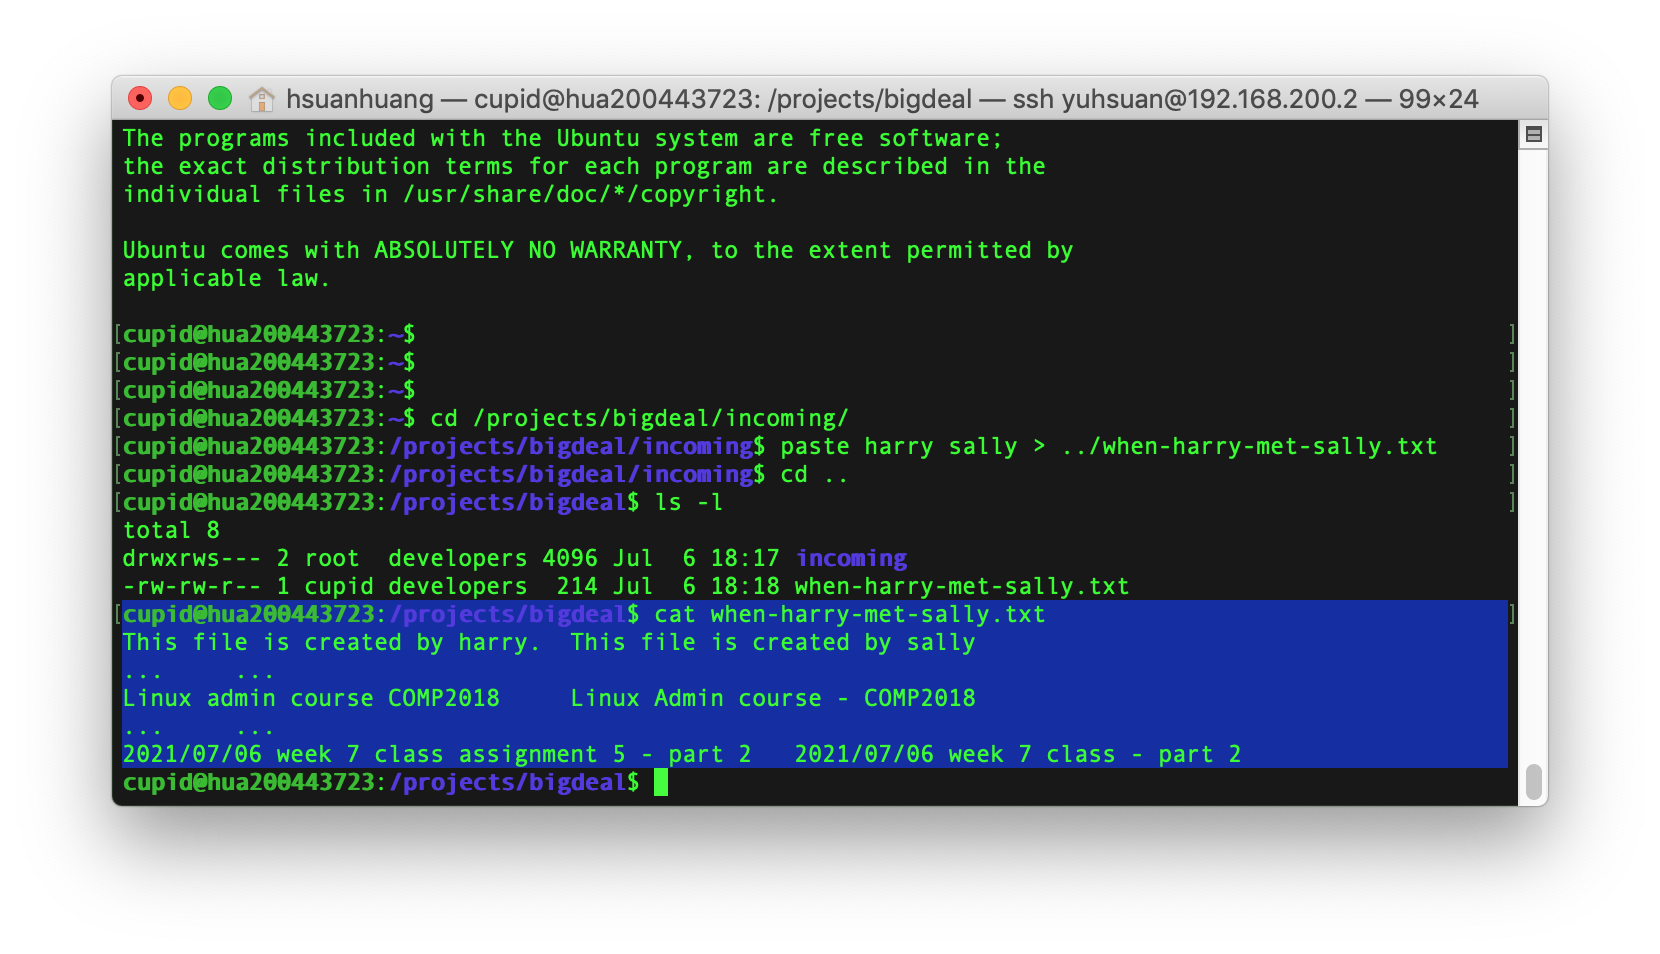 hsuanhuang — cupid@hua200443723: /projects/bigdeal — ssh yuhsuan@192.168.200.2 — 99×24
The programs included with the Ubuntu system are free software;
the exact distribution terms for each program are described in the
individual files in /usr/share/doc/*/copyright.
Ubuntu comes with ABSOLUTELY NO WARRANTY, to the extent permitted by
applicable law.
[cupid@hua200443723:~$ ]
[cupid@hua200443723:~$ ]
[cupid@hua200443723:~$ ]
[cupid@hua200443723:~$ cd /projects/bigdeal/incoming/ ]
[cupid@hua200443723:/projects/bigdeal/incoming$ paste harry sally > ../when-harry-met-sally.txt ]
[cupid@hua200443723:/projects/bigdeal/incoming$ cd .. ]
[cupid@hua200443723:/projects/bigdeal$ ls -l ]
total 8
drwxrws--- 2 root  developers 4096 Jul  6 18:17 incoming
-rw-rw-r-- 1 cupid developers  214 Jul  6 18:18 when-harry-met-sally.txt
[cupid@hua200443723:/projects/bigdeal$ cat when-harry-met-sally.txt ]
This file is created by harry.  This file is created by sally
...     ...
Linux admin course COMP2018     Linux Admin course - COMP2018
...     ...
2021/07/06 week 7 class assignment 5 - part 2   2021/07/06 week 7 class - part 2
cupid@hua200443723:/projects/bigdeal$